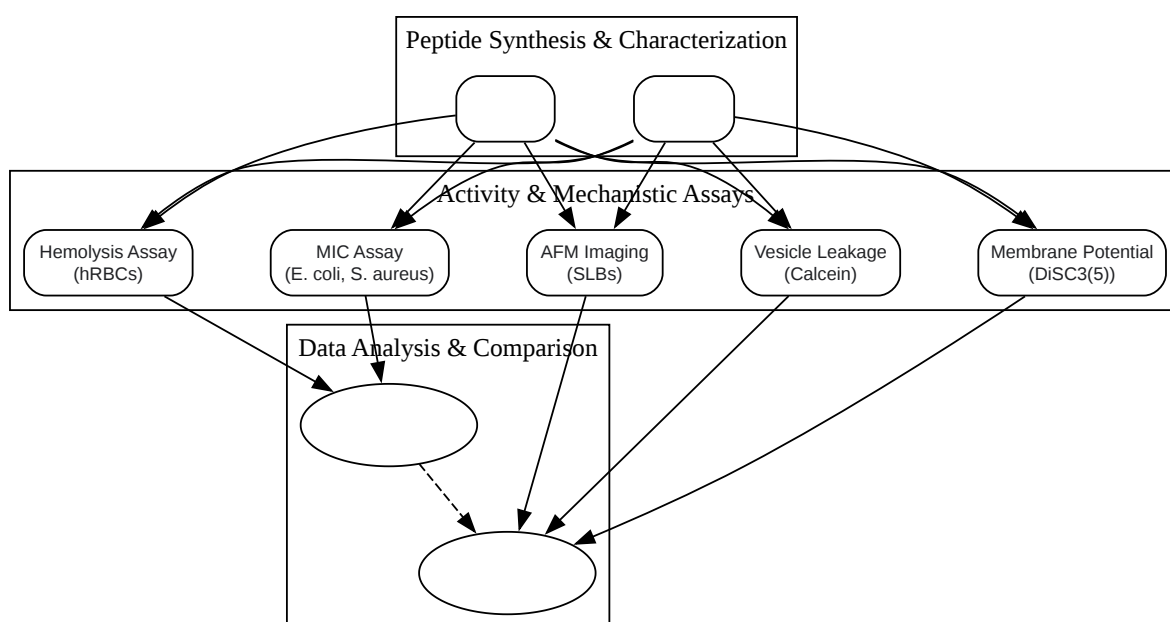 Peptide Synthesis & Characterization
Activity & Mechanistic Assays
Hemolysis Assay
(hRBCs)
MIC Assay
(E. coli, S. aureus)
AFM Imaging
(SLBs)
Vesicle Leakage
(Calcein)
Membrane Potential
(DiSC3(5))
Data Analysis & Comparison